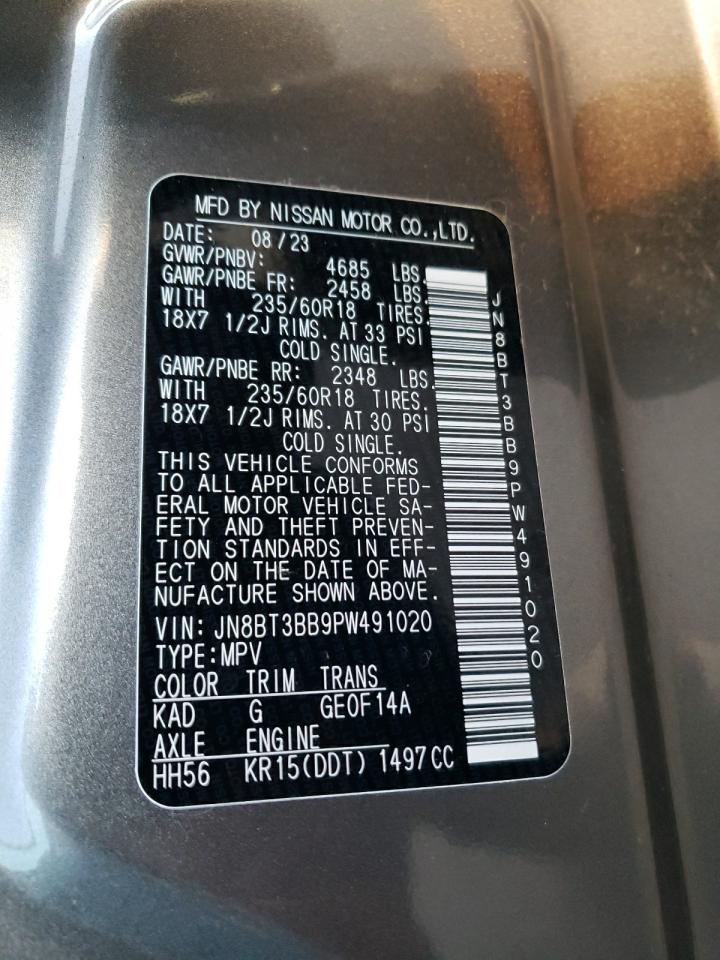 MFD BY NISSAN MOTOR CO.,LTD.
DATE: 08/23
GVWR/PNBV: 4685 LBS.
GAWR/PNBE FR: 2458 LBS.
WITH 235/60R18 TIRES.
18X7 1/2J RIMS. AT 33 PSI
COLD SINGLE.
GAWR/PNBE RR: 2348 LBS.
WITH 235/60R18 TIRES.
18X7 1/2J RIMS. AT 30 PSI
COLD SINGLE.
THIS VEHICLE CONFORMS
TO ALL APPLICABLE FED-
ERAL MOTOR VEHICLE SA-
FETY AND THEFT PREVEN-
TION STANDARDS IN EFF-
ECT ON THE DATE OF MA-
NUFACTURE SHOWN ABOVE.
VIN: JN8BT3BB9PW491020
TYPE:MPV
COLOR TRIM TRANS
KAD G GE0F14A
AXLE ENGINE
HH56 KR15(DDT) 1497CC
JN8BT3BB9PW491020